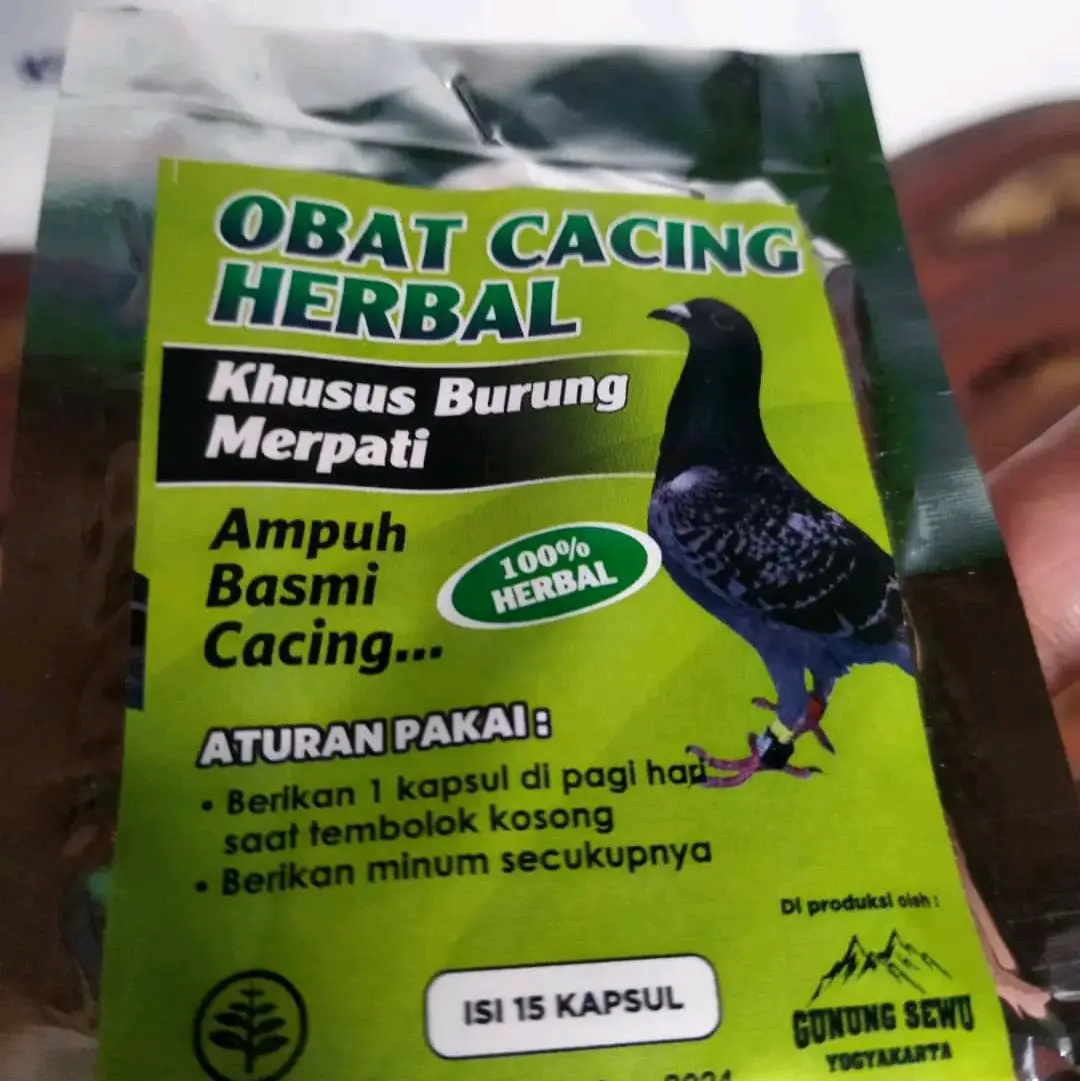 OBAT CACING
HERBAL
Khusus Burung
Merpati
Ampuh
Basmi
Cacing...
100%
HERBAL
ATURAN PAKAI :
• Berikan 1 kapsul di pagi hari
saat tembolok kosong
• Berikan minum secukupnya
Di produksi oleh :
GUNUNG SEWU
YOGYAKARTA
ISI 15 KAPSUL
2024